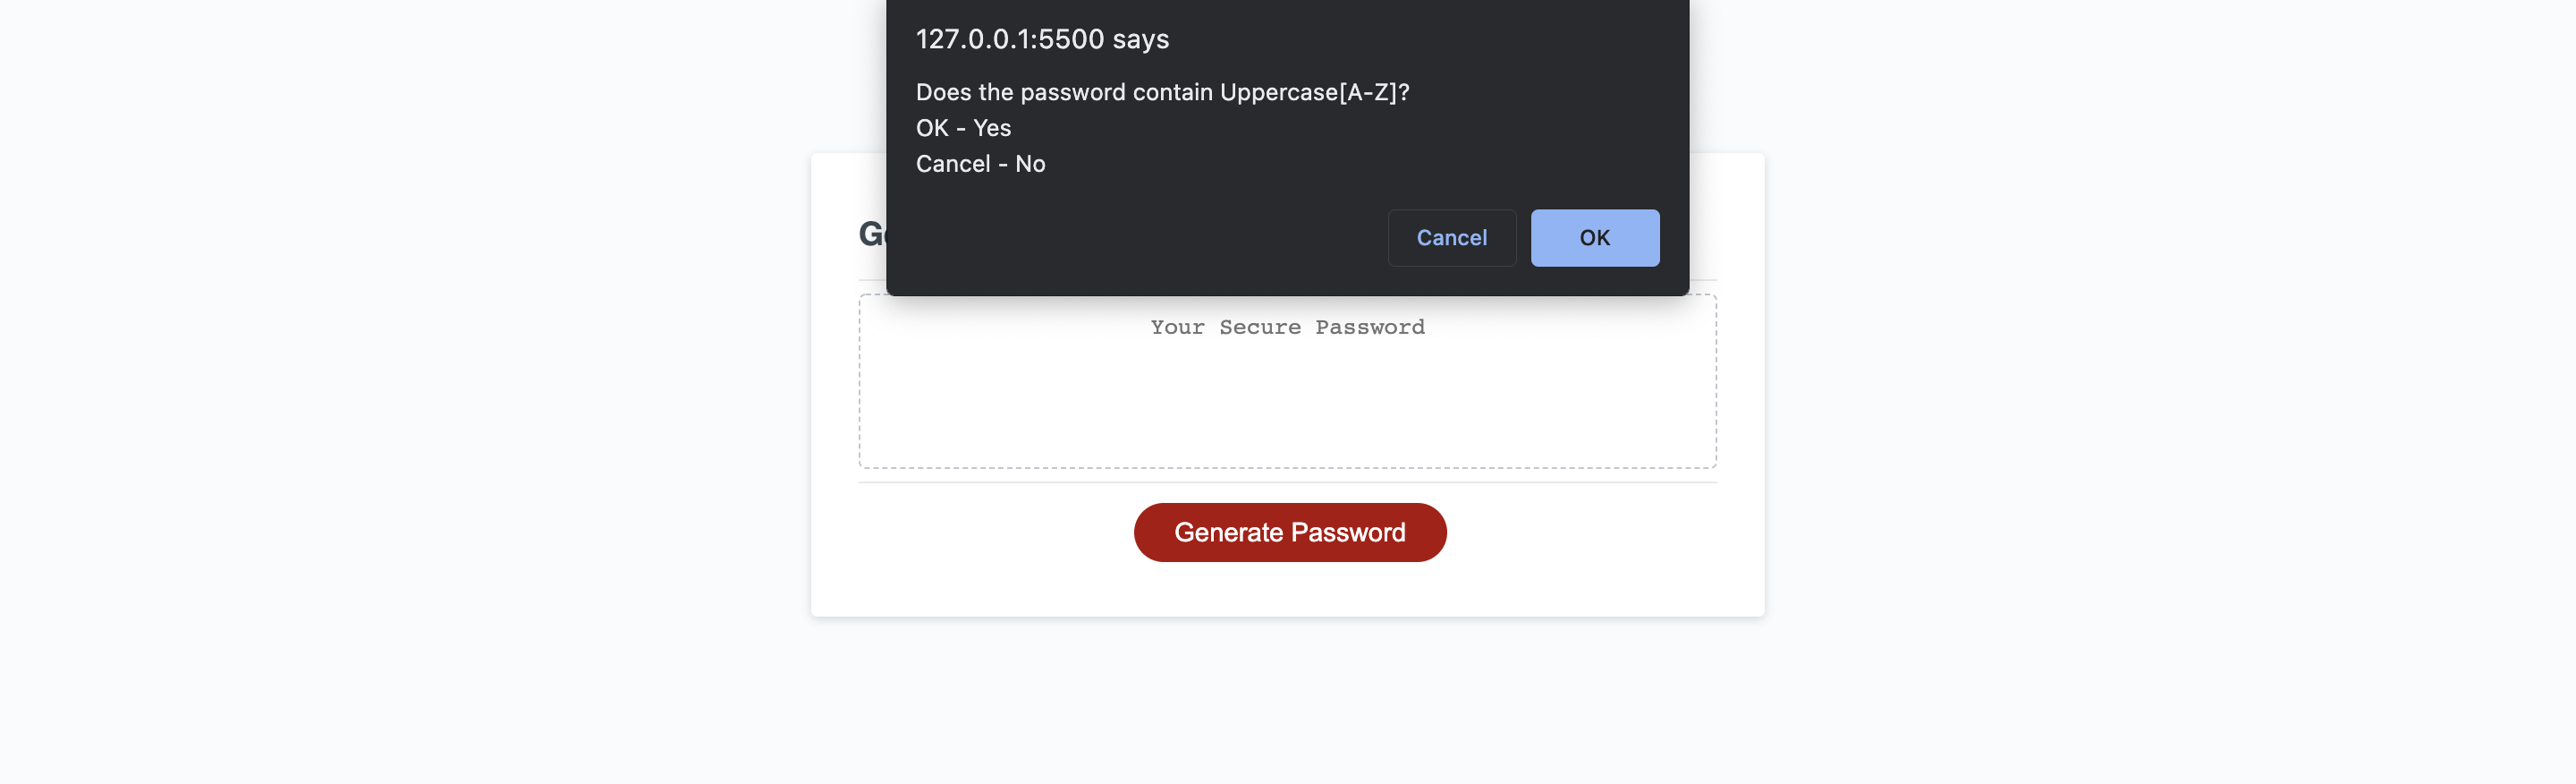 127.0.0.1:5500 says
Does the password contain Uppercase[A-Z]?
OK - Yes
Cancel - No
Cancel
OK
Your Secure Password
Generate Password